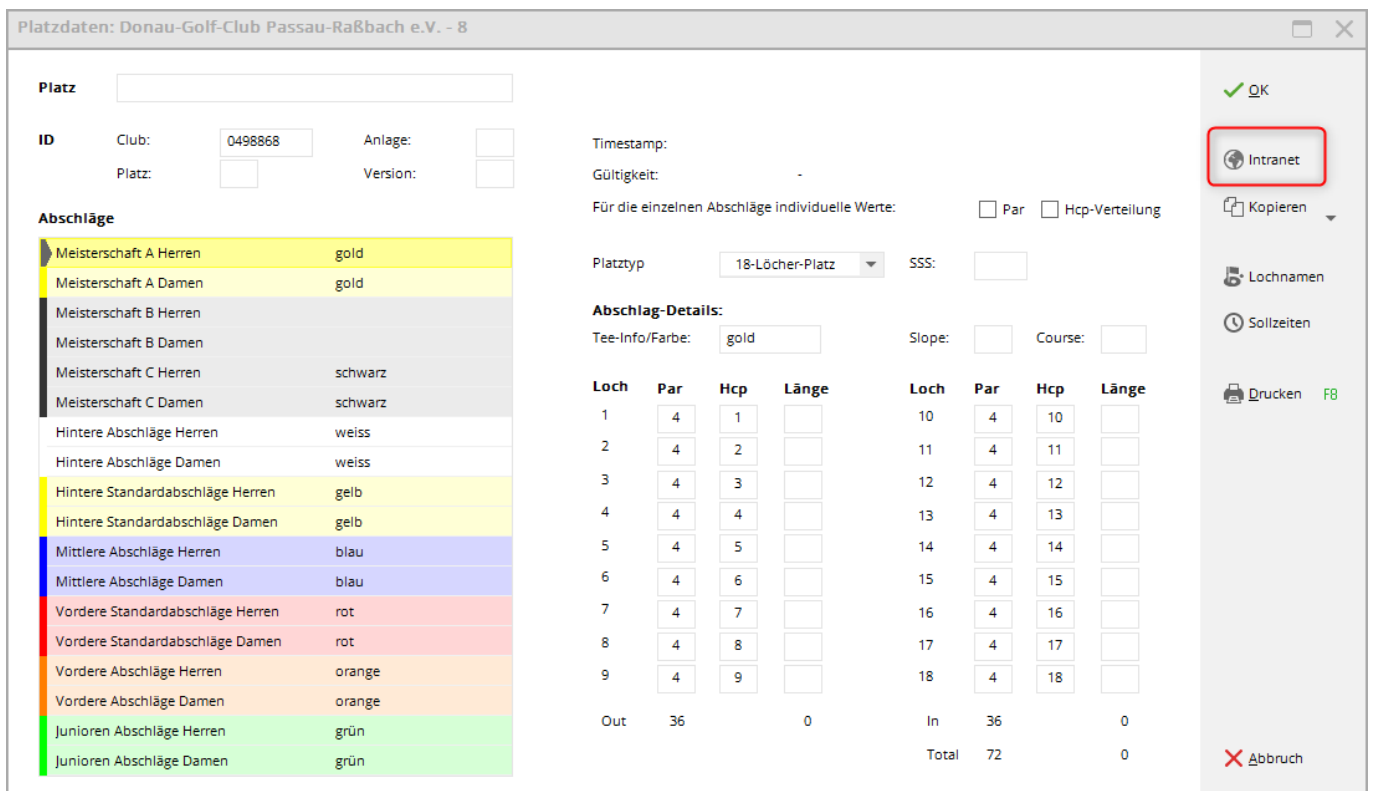 Platzdaten: Donau-Golf-Club Passau-Raßbach e.V. - 8
Platz
ID Club: 0498868 Anlage:
Platz: Version:
Abschläge
Meisterschaft A Herren gold
Meisterschaft A Damen gold
Meisterschaft B Herren
Meisterschaft B Damen
Meisterschaft C Herren schwarz
Meisterschaft C Damen schwarz
Hintere Abschläge Herren weiss
Hintere Abschläge Damen weiss
Hintere Standardabschläge Herren gelb
Hintere Standardabschläge Damen gelb
Mittlere Abschläge Herren blau
Mittlere Abschläge Damen blau
Vordere Standardabschläge Herren rot
Vordere Standardabschläge Damen rot
Vordere Abschläge Herren orange
Vordere Abschläge Damen orange
Junioren Abschläge Herren grün
Junioren Abschläge Damen grün
Timestamp:
Gültigkeit: -
Für die einzelnen Abschläge individuelle Werte: Par Hcp-Verteilung
Platztyp 18-Löcher-Platz SSS:
Abschlag-Details:
Tee-Info/Farbe: gold Slope: Course:
Loch Par Hcp Länge Loch Par Hcp Länge
1 4 1 10 4 10
2 4 2 11 4 11
3 4 3 12 4 12
4 4 4 13 4 13
5 4 5 14 4 14
6 4 6 15 4 15
7 4 7 16 4 16
8 4 8 17 4 17
9 4 9 18 4 18
Out 36 0 In 36 0
Total 72 0
OK
Intranet
Kopieren
Lochnamen
Sollzeiten
Drucken F8
Abbruch